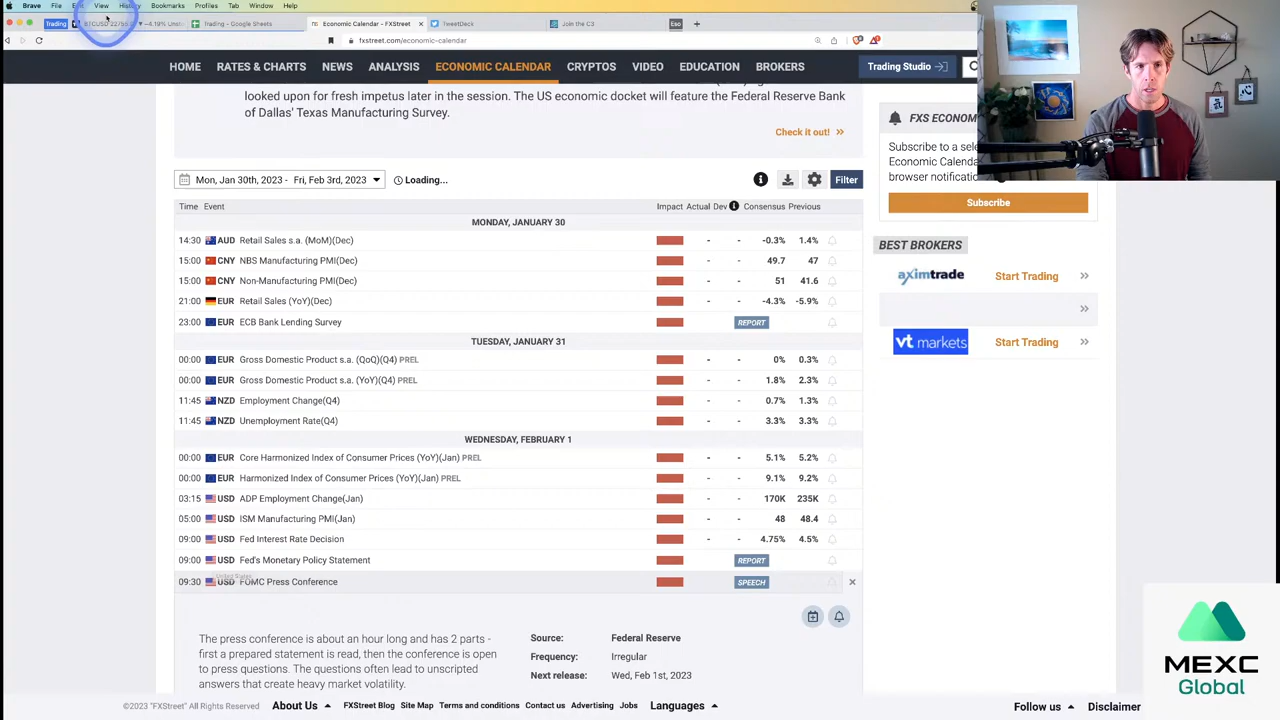 Brave File Edit View History Bookmarks Profiles Tab Window Help
Trading BTCUSD 22756 ▼ −4.19% Unna Trading - Google Sheets Economic Calendar - FXStreet TweetDeck Join the C3 Eso
fxstreet.com/economic-calendar
HOME RATES & CHARTS NEWS ANALYSIS ECONOMIC CALENDAR CRYPTOS VIDEO EDUCATION BROKERS Trading Studio
looked upon for fresh impetus later in the session. The US economic docket will feature the Federal Reserve Bank
of Dallas' Texas Manufacturing Survey.
Check it out!
FXS ECONOM
Subscribe to a sele
Economic Calenda
browser notificatio
Subscribe
Mon, Jan 30th, 2023 - Fri, Feb 3rd, 2023 Loading... Filter
Time Event Impact Actual Dev Consensus Previous
MONDAY, JANUARY 30
14:30 AUD Retail Sales s.a. (MoM)(Dec) - - -0.3% 1.4%
15:00 CNY NBS Manufacturing PMI(Dec) - - 49.7 47
15:00 CNY Non-Manufacturing PMI(Dec) - - 51 41.6
21:00 EUR Retail Sales (YoY)(Dec) - - -4.3% -5.9%
23:00 EUR ECB Bank Lending Survey REPORT
TUESDAY, JANUARY 31
00:00 EUR Gross Domestic Product s.a. (QoQ)(Q4) PREL - - 0% 0.3%
00:00 EUR Gross Domestic Product s.a. (YoY)(Q4) PREL - - 1.8% 2.3%
11:45 NZD Employment Change(Q4) - - 0.7% 1.3%
11:45 NZD Unemployment Rate(Q4) - - 3.3% 3.3%
WEDNESDAY, FEBRUARY 1
00:00 EUR Core Harmonized Index of Consumer Prices (YoY)(Jan) PREL - - 5.1% 5.2%
00:00 EUR Harmonized Index of Consumer Prices (YoY)(Jan) PREL - - 9.1% 9.2%
03:15 USD ADP Employment Change(Jan) - - 170K 235K
05:00 USD ISM Manufacturing PMI(Jan) - - 48 48.4
09:00 USD Fed Interest Rate Decision - - 4.75% 4.5%
09:00 USD Fed's Monetary Policy Statement REPORT
United States
09:30 USD FOMC Press Conference SPEECH
The press conference is about an hour long and has 2 parts -
first a prepared statement is read, then the conference is open
to press questions. The questions often lead to unscripted
answers that create heavy market volatility.
Source: Federal Reserve
Frequency: Irregular
Next release: Wed, Feb 1st, 2023
BEST BROKERS
aximtrade Start Trading
vt markets Start Trading
MEXC
Global
©2023 "FXStreet" All Rights Reserved About Us FXStreet Blog Site Map Terms and conditions Contact us Advertising Jobs Languages Follow us Disclaimer